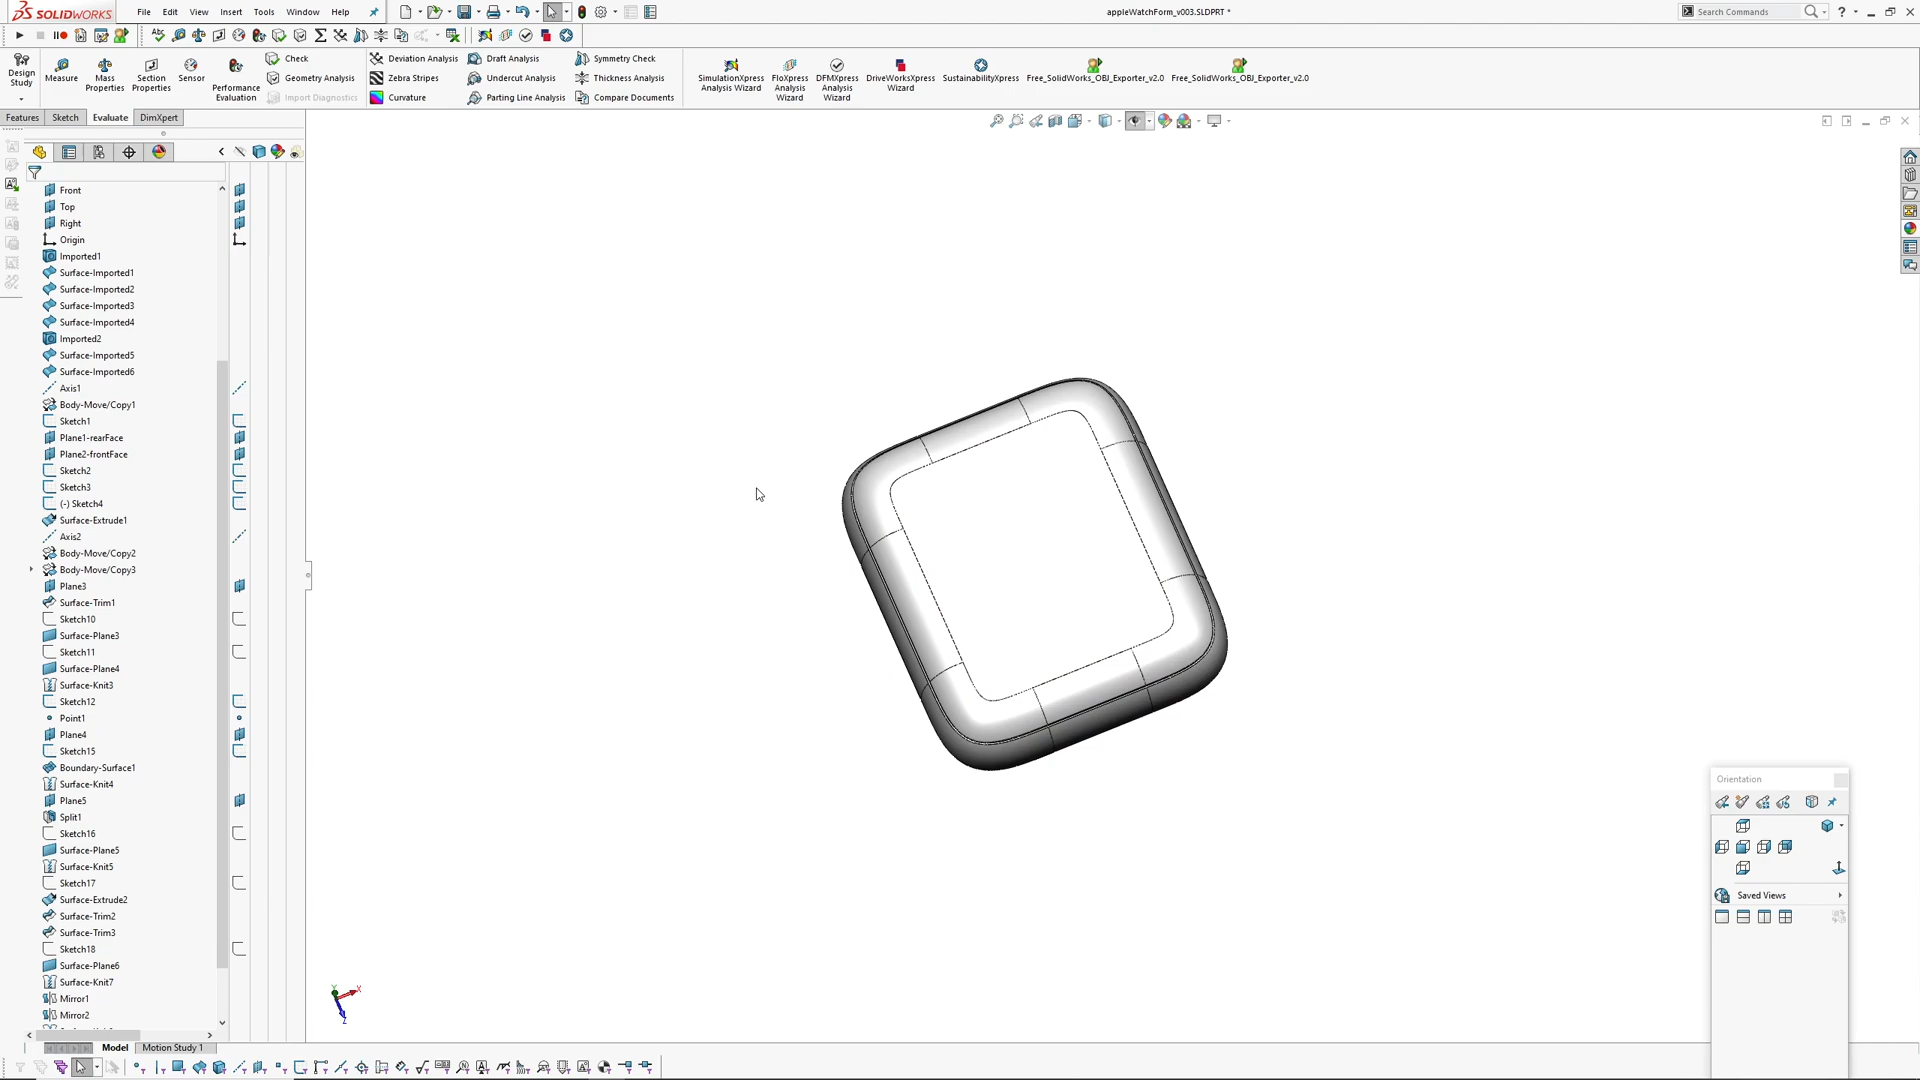 SOLIDWORKS File Edit View Insert Tools Window Help appleWatchForm_v003.SLDPRT * Search Commands
Design Study Measure Mass Properties Section Properties Sensor Performance Evaluation
Check Deviation Analysis Draft Analysis Symmetry Check
Geometry Analysis Zebra Stripes Undercut Analysis Thickness Analysis
Import Diagnostics Curvature Parting Line Analysis Compare Documents
SimulationXpress Analysis Wizard FloXpress Analysis Wizard DFMXpress Analysis Wizard DriveWorksXpress Wizard SustainabilityXpress Free_SolidWorks_OBJ_Exporter_v2.0 Free_SolidWorks_OBJ_Exporter_v2.0
Features Sketch Evaluate DimXpert
Front
Top
Right
Origin
Imported1
Surface-Imported1
Surface-Imported2
Surface-Imported3
Surface-Imported4
Imported2
Surface-Imported5
Surface-Imported6
Axis1
Body-Move/Copy1
Sketch1
Plane1-rearFace
Plane2-frontFace
Sketch2
Sketch3
(-) Sketch4
Surface-Extrude1
Axis2
Body-Move/Copy2
Body-Move/Copy3
Plane3
Surface-Trim1
Sketch10
Surface-Plane3
Sketch11
Surface-Plane4
Surface-Knit3
Sketch12
Point1
Plane4
Sketch15
Boundary-Surface1
Surface-Knit4
Plane5
Split1
Sketch16
Surface-Plane5
Surface-Knit5
Sketch17
Surface-Extrude2
Surface-Trim2
Surface-Trim3
Sketch18
Surface-Plane6
Surface-Knit7
Mirror1
Mirror2
Y X Z
Orientation
Saved Views
Model Motion Study 1